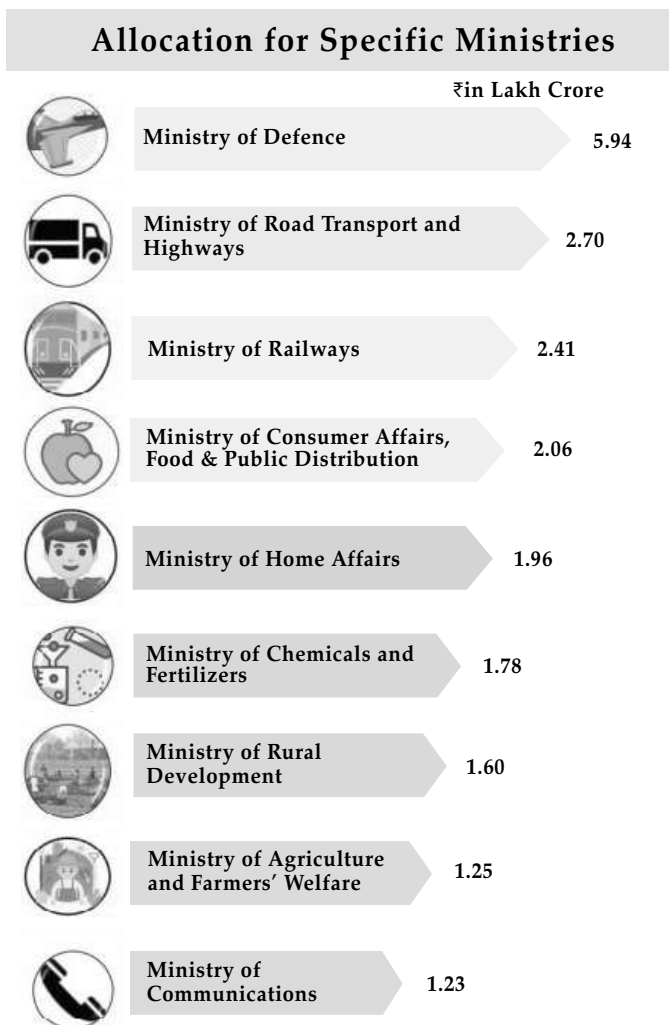 Allocation for Specific Ministries
₹in Lakh Crore
Ministry of Defence
5.94
Ministry of Road Transport and
Highways
2.70
Ministry of Railways
2.41
Ministry of Consumer Affairs,
Food & Public Distribution
2.06
Ministry of Home Affairs
1.96
Ministry of Chemicals and
Fertilizers
1.78
Ministry of Rural
Development
1.60
Ministry of Agriculture
and Farmers’ Welfare
1.25
Ministry of
Communications
1.23